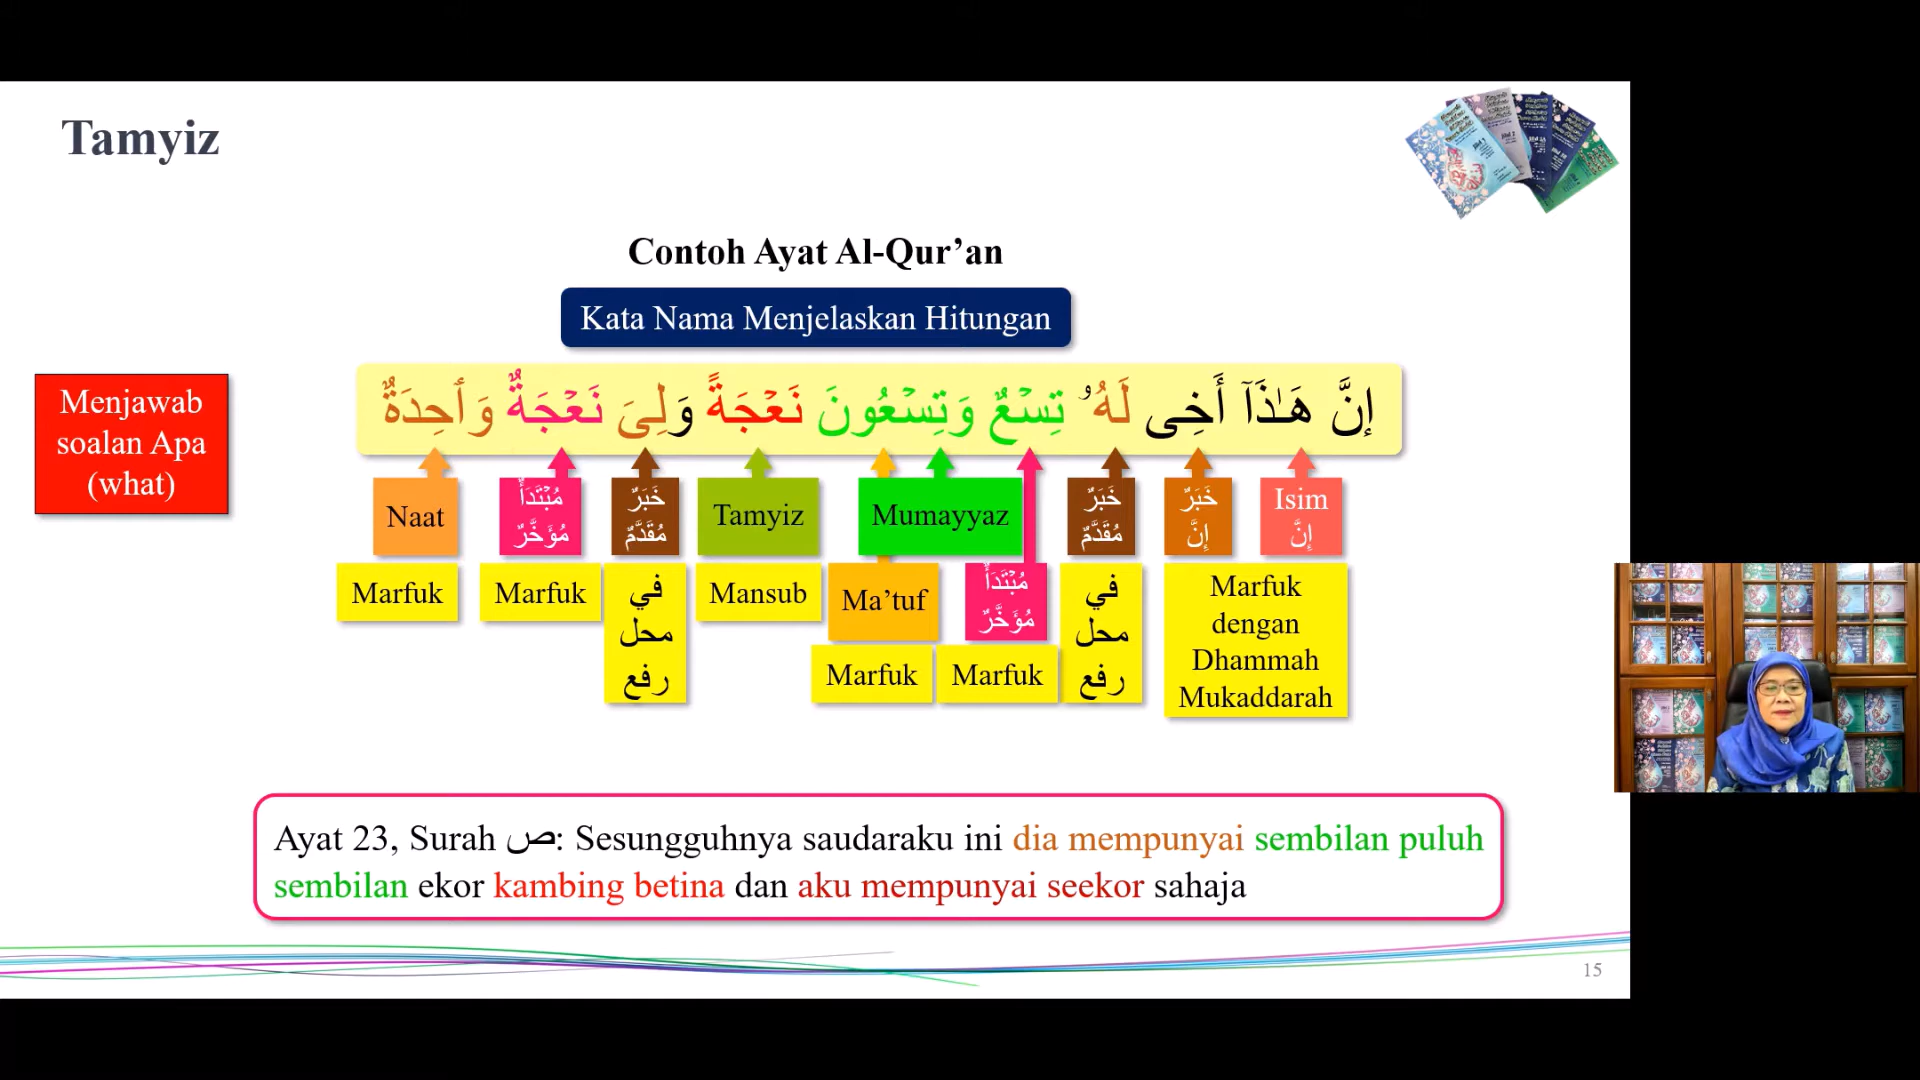 Tamyiz
Contoh Ayat Al-Qur’an
Kata Nama Menjelaskan Hitungan
Menjawab
soalan Apa
(what)
إِنَّ هَـٰذَآ أَخِى لَهُۥ تِسْعٌ وَتِسْعُونَ نَعْجَةً وَلِىَ نَعْجَةٌ وَٰحِدَةٌ
Isim
إِنَّ
خَبَرٌ
إِنَّ
خَبَرٌ
مُقَدَّمٌ
Mumayyaz
Tamyiz
خَبَرٌ
مُقَدَّمٌ
مُبْتَدَأٌ
مُؤَخَّرٌ
Naat
Marfuk
dengan
Dhammah
Mukaddarah
في
محل
رفع
مُبْتَدَأٌ
مُؤَخَّرٌ
Marfuk
Ma’tuf
Marfuk
Mansub
في
محل
رفع
Marfuk
Marfuk
Ayat 23, Surah ص: Sesungguhnya saudaraku ini dia mempunyai sembilan puluh
sembilan ekor kambing betina dan aku mempunyai seekor sahaja
15